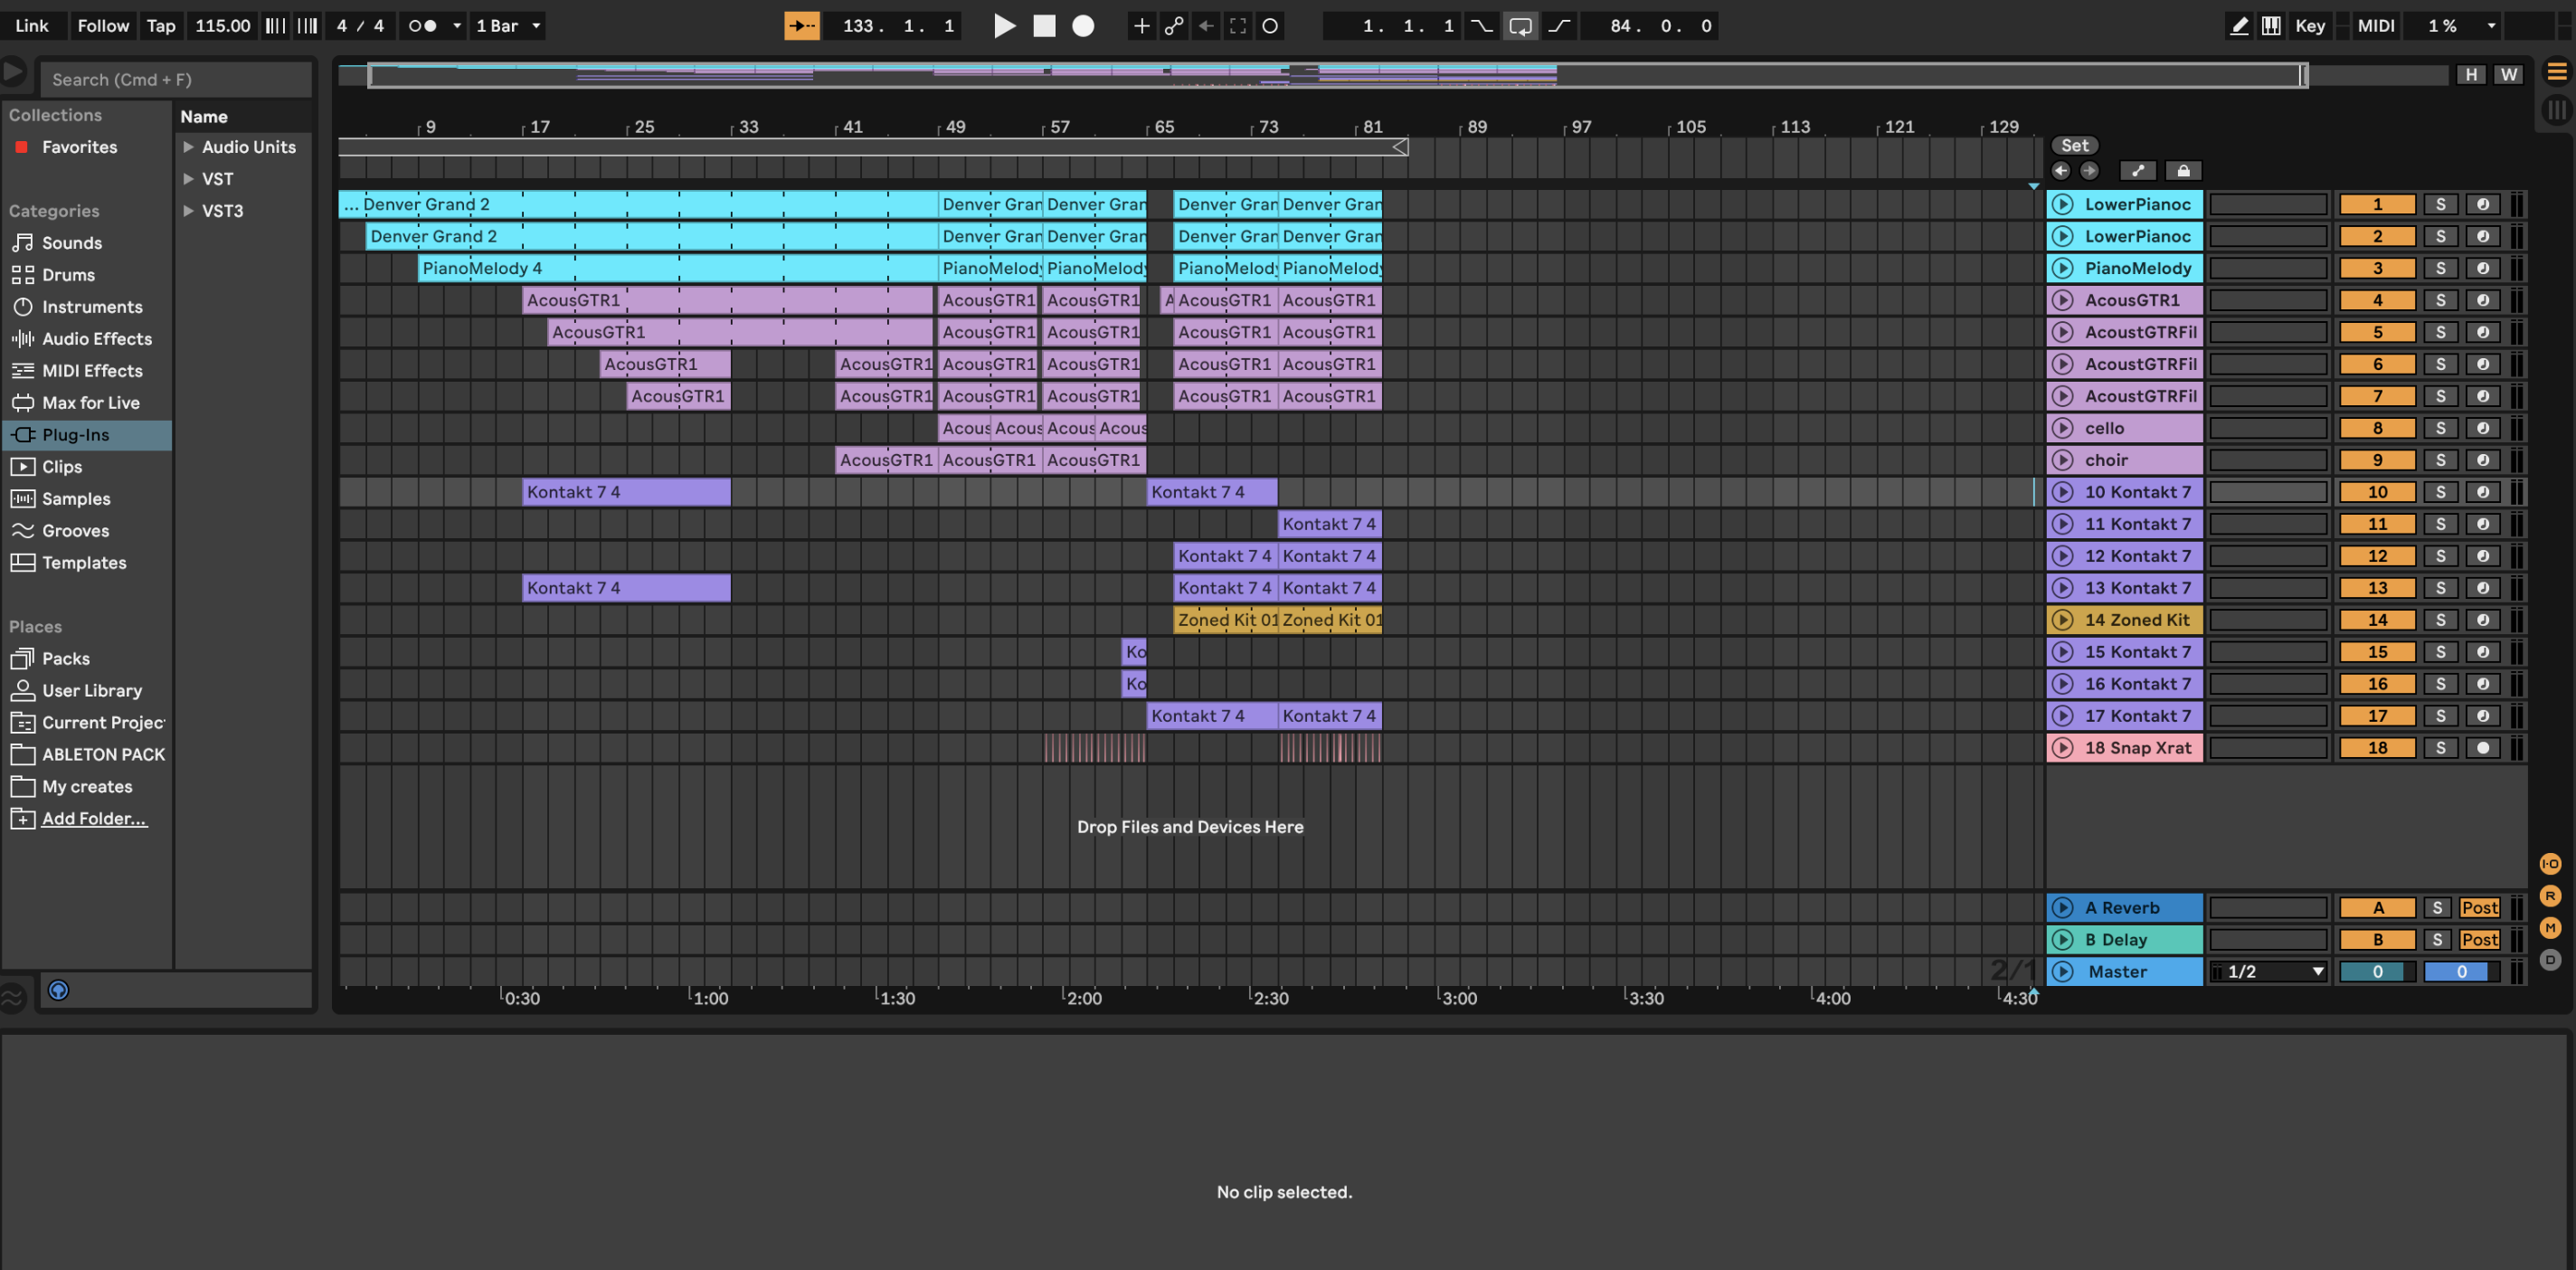 Link Follow Tap 115.00 4 / 4 1 Bar 133. 1. 1 1. 1. 1 84. 0. 0 Key MIDI 1 %
Search (Cmd + F)
H W
Collections
Favorites
Categories
Sounds
Drums
Instruments
Audio Effects
MIDI Effects
Max for Live
Plug-Ins
Clips
Samples
Grooves
Templates
Places
Packs
User Library
Current Projec
ABLETON PACK
My creates
Add Folder...
Name
Audio Units
VST
VST3
9 17 25 33 41 49 57 65 73 81 89 97 105 113 121 129
Set
... Denver Grand 2 Denver Gran Denver Gran Denver Gran Denver Gran LowerPianoc 1 S
Denver Grand 2 Denver Gran Denver Gran Denver Gran Denver Gran LowerPianoc 2 S
PianoMelody 4 PianoMelody PianoMelody PianoMelody PianoMelody PianoMelody 3 S
AcousGTR1 AcousGTR1 AcousGTR1 A AcousGTR1 AcousGTR1 AcousGTR1 4 S
AcousGTR1 AcousGTR1 AcousGTR1 AcousGTR1 AcousGTR1 AcoustGTRFil 5 S
AcousGTR1 AcousGTR1 AcousGTR1 AcousGTR1 AcousGTR1 AcousGTR1 AcoustGTRFil 6 S
AcousGTR1 AcousGTR1 AcousGTR1 AcousGTR1 AcousGTR1 AcousGTR1 AcoustGTRFil 7 S
Acous Acous Acous Acous cello 8 S
AcousGTR1 AcousGTR1 AcousGTR1 choir 9 S
Kontakt 7 4 Kontakt 7 4 10 Kontakt 7 10 S
Kontakt 7 4 11 Kontakt 7 11 S
Kontakt 7 4 Kontakt 7 4 12 Kontakt 7 12 S
Kontakt 7 4 Kontakt 7 4 Kontakt 7 4 13 Kontakt 7 13 S
Zoned Kit 01 Zoned Kit 01 14 Zoned Kit 14 S
Ko 15 Kontakt 7 15 S
Ko 16 Kontakt 7 16 S
Kontakt 7 4 Kontakt 7 4 17 Kontakt 7 17 S
18 Snap Xrat 18 S
Drop Files and Devices Here
I·O
R
M
D
A Reverb A S Post
B Delay B S Post
2/1 Master 1/2 0 0
0:30 1:00 1:30 2:00 2:30 3:00 3:30 4:00 4:30
No clip selected.